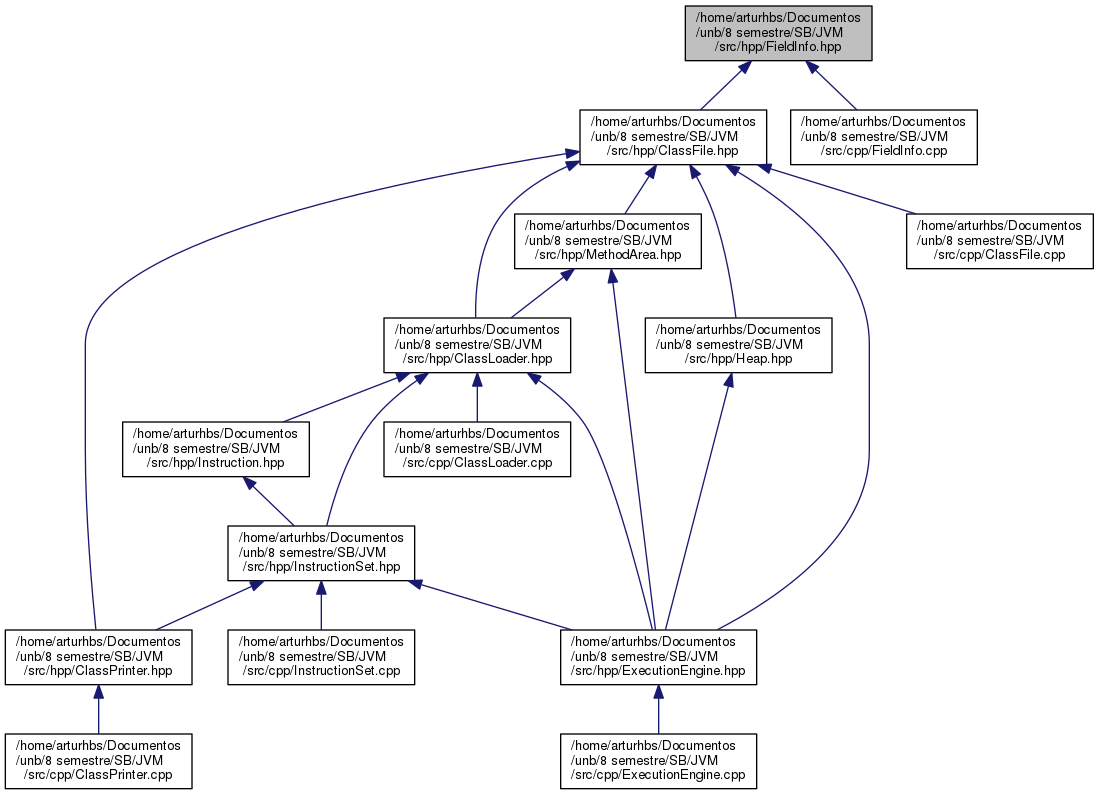 /home/arturhbs/Documentos
/unb/8 semestre/SB/JVM
/src/hpp/FieldInfo.hpp
/home/arturhbs/Documentos
/unb/8 semestre/SB/JVM
/src/hpp/ClassFile.hpp
/home/arturhbs/Documentos
/unb/8 semestre/SB/JVM
/src/cpp/FieldInfo.cpp
/home/arturhbs/Documentos
/unb/8 semestre/SB/JVM
/src/hpp/MethodArea.hpp
/home/arturhbs/Documentos
/unb/8 semestre/SB/JVM
/src/cpp/ClassFile.cpp
/home/arturhbs/Documentos
/unb/8 semestre/SB/JVM
/src/hpp/ClassLoader.hpp
/home/arturhbs/Documentos
/unb/8 semestre/SB/JVM
/src/hpp/Heap.hpp
/home/arturhbs/Documentos
/unb/8 semestre/SB/JVM
/src/hpp/Instruction.hpp
/home/arturhbs/Documentos
/unb/8 semestre/SB/JVM
/src/cpp/ClassLoader.cpp
/home/arturhbs/Documentos
/unb/8 semestre/SB/JVM
/src/hpp/InstructionSet.hpp
/home/arturhbs/Documentos
/unb/8 semestre/SB/JVM
/src/hpp/ClassPrinter.hpp
/home/arturhbs/Documentos
/unb/8 semestre/SB/JVM
/src/cpp/InstructionSet.cpp
/home/arturhbs/Documentos
/unb/8 semestre/SB/JVM
/src/hpp/ExecutionEngine.hpp
/home/arturhbs/Documentos
/unb/8 semestre/SB/JVM
/src/cpp/ClassPrinter.cpp
/home/arturhbs/Documentos
/unb/8 semestre/SB/JVM
/src/cpp/ExecutionEngine.cpp